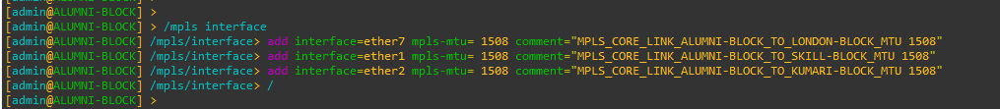 [admin@ALUMNI-BLOCK] >
[admin@ALUMNI-BLOCK] > /mpls interface
[admin@ALUMNI-BLOCK] /mpls/interface> add interface=ether7 mpls-mtu= 1508 comment="MPLS_CORE_LINK_ALUMNI-BLOCK_TO_LONDON-BLOCK_MTU 1508"
[admin@ALUMNI-BLOCK] /mpls/interface> add interface=ether1 mpls-mtu= 1508 comment="MPLS_CORE_LINK_ALUMNI-BLOCK_TO_SKILL-BLOCK_MTU 1508"
[admin@ALUMNI-BLOCK] /mpls/interface> add interface=ether2 mpls-mtu= 1508 comment="MPLS_CORE_LINK_ALUMNI-BLOCK_TO_KUMARI-BLOCK_MTU 1508"
[admin@ALUMNI-BLOCK] /mpls/interface> /
[admin@ALUMNI-BLOCK] >